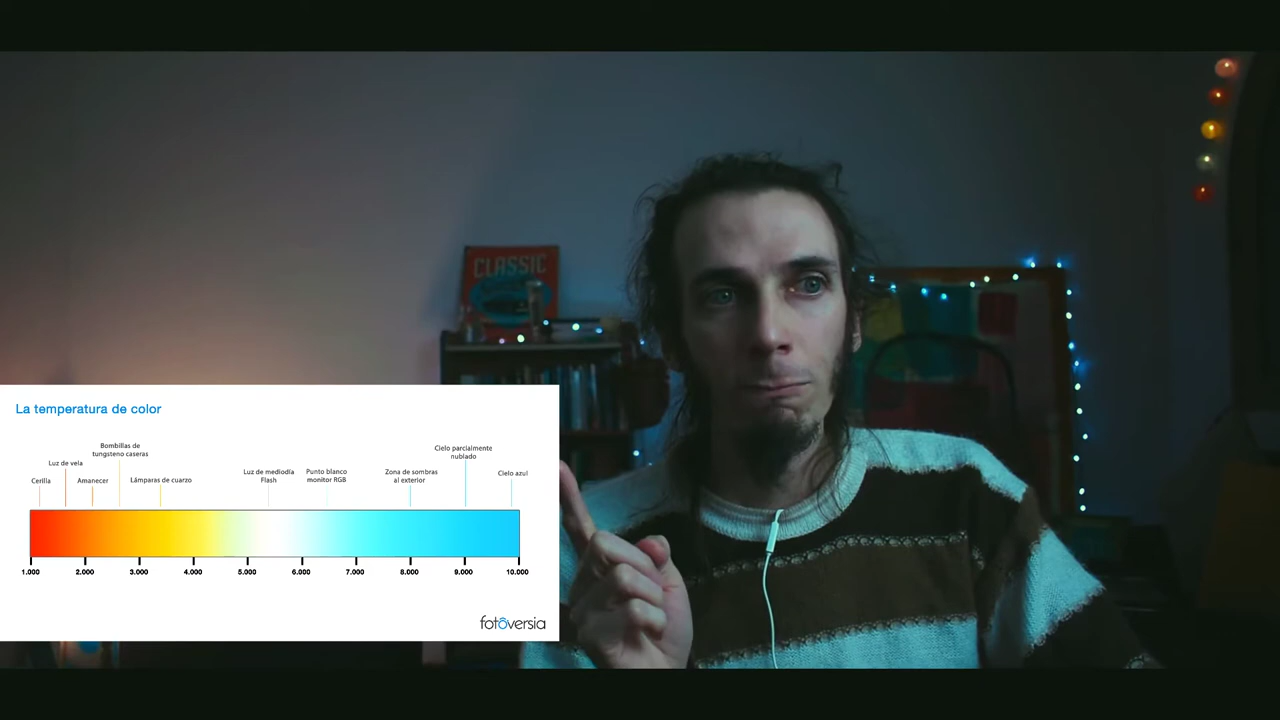 CLASSIC
La temperatura de color
Bombillas de
tungsteno caseras
Cielo parcialmente
nublado
Luz de vela
Luz de mediodía
Flash
Punto blanco
monitor RGB
Zona de sombras
al exterior
Cielo azul
Cerilla
Amanecer
Lámparas de cuarzo
1.000 2.000 3.000 4.000 5.000 6.000 7.000 8.000 9.000 10.000
fotôversia